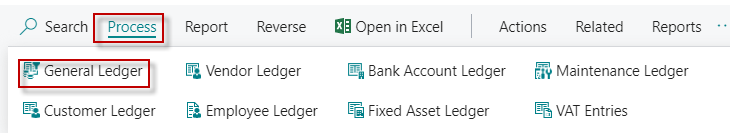 Search Process Report Reverse Open in Excel Actions Related Reports
General Ledger Vendor Ledger Bank Account Ledger Maintenance Ledger
Customer Ledger Employee Ledger Fixed Asset Ledger VAT Entries